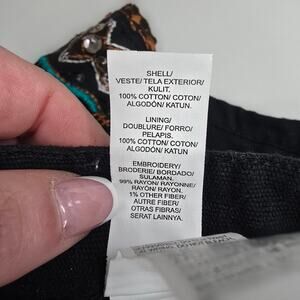 SHELL/
VESTE/ TELA EXTERIOR/
KULIT.
100% COTTON/ COTON/
ALGODÓN/ KATUN.
LINING/
DOUBLURE/ FORRO/
PELAPIS.
100% COTTON/ COTON/
ALGODÓN/ KATUN.
EMBROIDERY/
BRODERIE/ BORDADO/
SULAMAN.
99% RAYON/ RAYONNE/
RAYÓN/ RAYON.
1% OTHER FIBER/
AUTRE FIBER/
OTRAS FIBRAS/
SERAT LAINNYA.